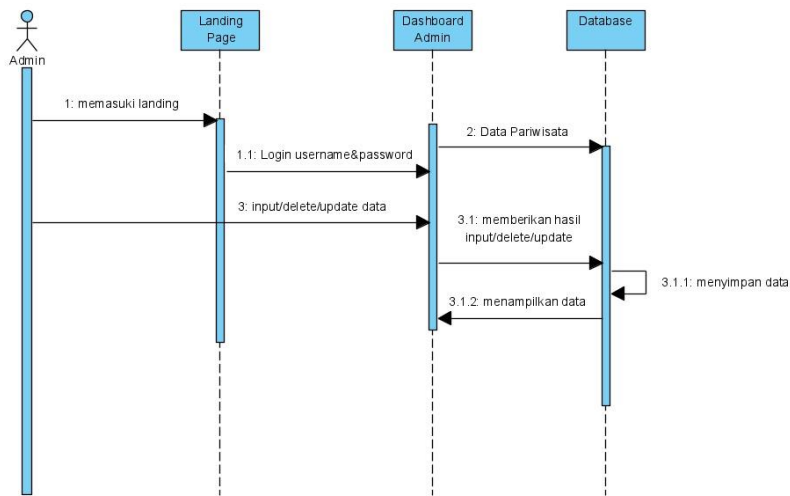 Landing
Page
Dashboard
Admin
Database
Admin
1: memasuki landing
2: Data Pariwisata
1.1: Login username&password
3: input/delete/update data
3.1: memberikan hasil
input/delete/update
3.1.1: menyimpan data
3.1.2: menampilkan data